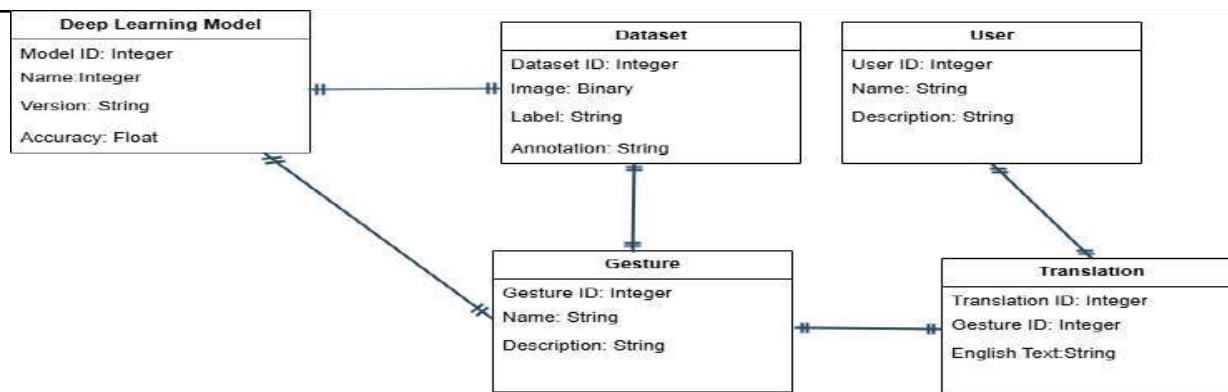 Deep Learning Model
Model ID: Integer
Name:Integer
Version: String
Accuracy: Float
Dataset
Dataset ID: Integer
Image: Binary
Label: String
Annotation: String
User
User ID: Integer
Name: String
Description: String
Gesture
Gesture ID: Integer
Name: String
Description: String
Translation
Translation ID: Integer
Gesture ID: Integer
English Text:String